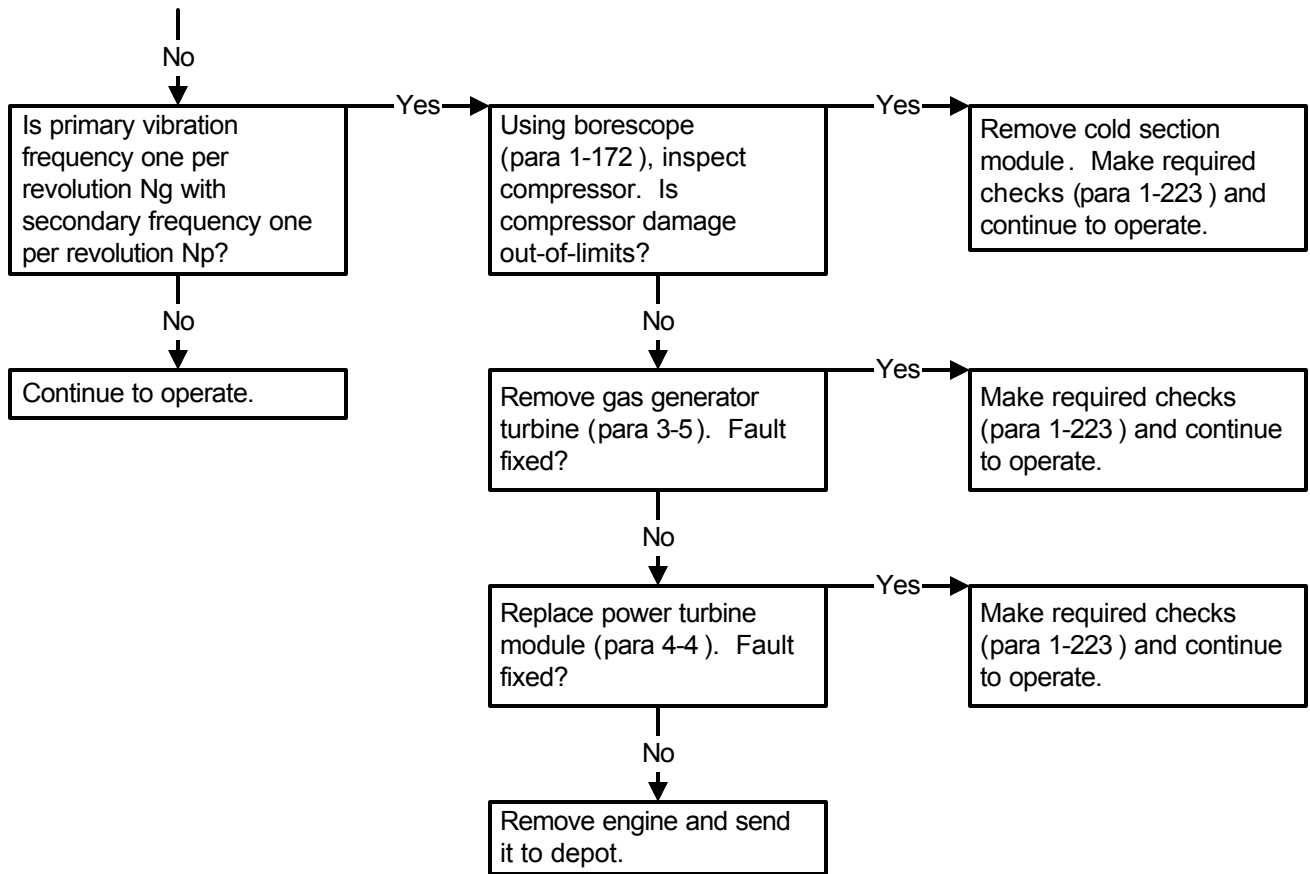 No
Is primary vibration
frequency one per
revolution Ng with
secondary frequency one
per revolution Np?
Yes
Using borescope
(para 1-172 ), inspect
compressor. Is
compressor damage
out-of-limits?
Yes
Remove cold section
module. Make required
checks (para 1-223 ) and
continue to operate.
No
Continue to operate.
No
Remove gas generator
turbine (para 3-5). Fault
fixed?
Yes
Make required checks
(para 1-223 ) and continue
to operate.
No
Replace power turbine
module (para 4-4 ). Fault
fixed?
Yes
Make required checks
(para 1-223 ) and continue
to operate.
No
Remove engine and send
it to depot.